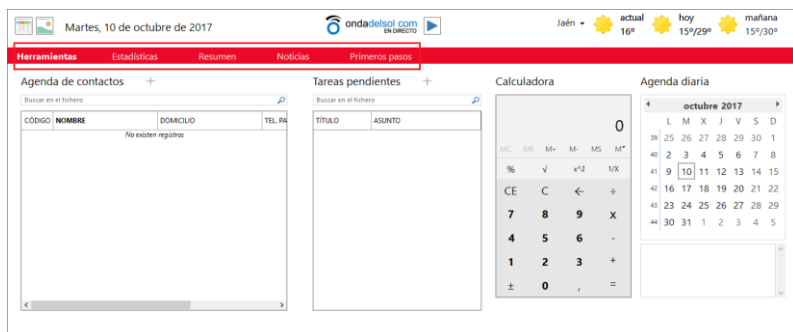 Martes, 10 de octubre de 2017
ondadelsol com
EN DIRECTO
Jaén
actual
16º
hoy
15º/29º
mañana
15º/30º
Herramientas Estadísticas Resumen Noticias Primeros pasos
Agenda de contactos +
Buscar en el fichero
CÓDIGO NOMBRE DOMICILIO TEL. PA
No existen registros
Tareas pendientes +
Buscar en el fichero
TÍTULO ASUNTO
Calculadora
0
MC MR M+ M- MS M
% √ x^2 1/X
CE C ← ÷
7 8 9 X
4 5 6 -
1 2 3 +
± 0 , =
Agenda diaria
octubre 2017
L M X J V S D
39 25 26 27 28 29 30 1
40 2 3 4 5 6 7 8
41 9 10 11 12 13 14 15
42 16 17 18 19 20 21 22
43 23 24 25 26 27 28 29
44 30 31 1 2 3 4 5